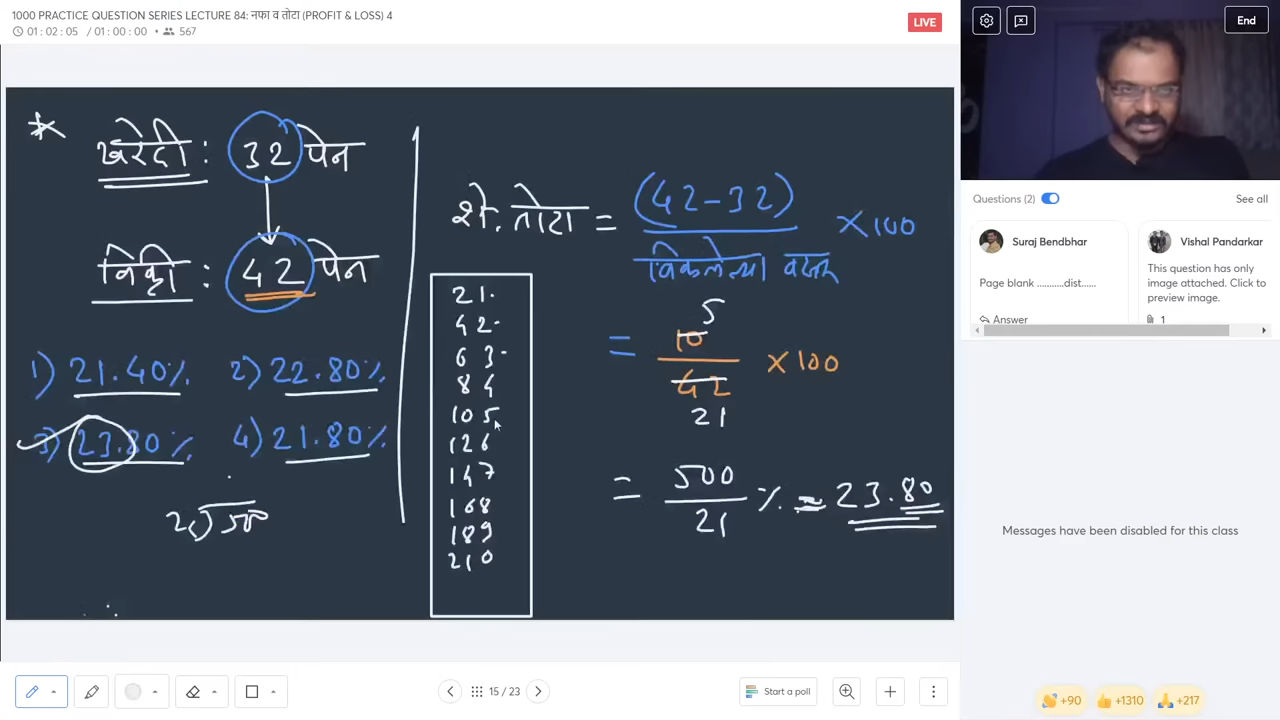 1000 PRACTICE QUESTION SERIES LECTURE 84: नफा व तोटा (PROFIT & LOSS) 4
01:02:05 / 01:00:00 • 567
LIVE
End
* खरेदी: 32 पेन
विक्री: 42 पेन
1) 21.40% 2) 22.80%
3) 23.80% 4) 21.80%
21)500
21
42
63
84
105
126
147
168
189
210
शे. तोटा = (42-32) / विकलेल्या वस्तू ×100
5
= 10/42 ×100
21
= 500/21 % = 23.80
Questions (2)
See all
Suraj Bendbhar
Page blank ...........dist......
Answer
Vishal Pandarkar
This question has only
image attached. Click to
preview image.
1
Messages have been disabled for this class
15 / 23
Start a poll
+90
+1310
+217